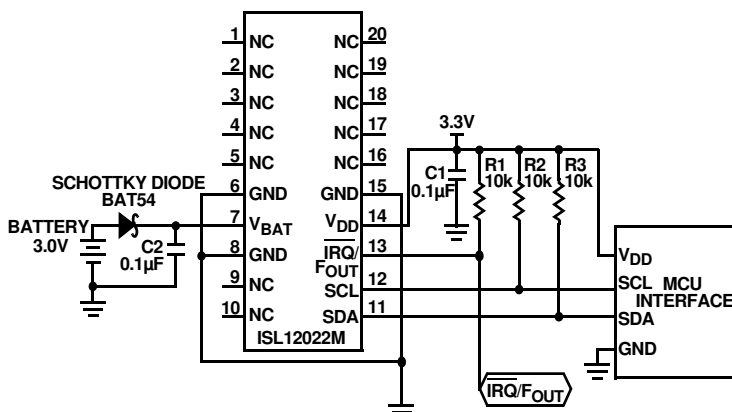 1 NC NC 20
2 NC NC 19
3 NC NC 18
4 NC NC 17
5 NC NC 16
6 GND GND 15
7 VBAT VDD 14
8 GND IRQ/FOUT 13
9 NC SCL 12
10 NC SDA 11
ISL12022M
SCHOTTKY DIODE
BAT54
BATTERY
3.0V
C2
0.1µF
3.3V
C1
0.1µF
R1
10k
R2
10k
R3
10k
VDD
SCL
SDA
GND
MCU
INTERFACE
IRQ/FOUT